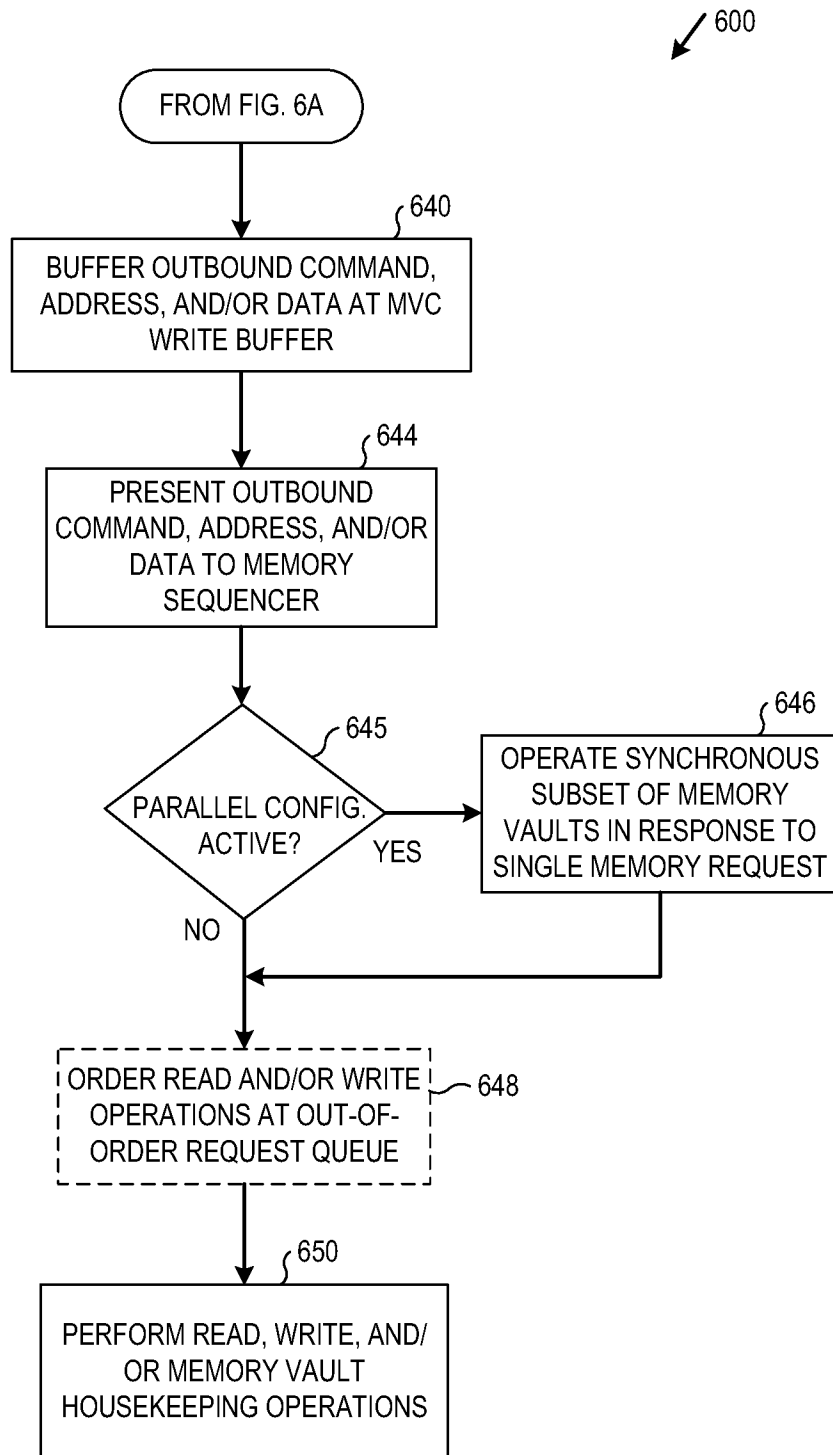 600
FROM FIG. 6A
640
BUFFER OUTBOUND COMMAND,
ADDRESS, AND/OR DATA AT MVC
WRITE BUFFER
644
PRESENT OUTBOUND
COMMAND, ADDRESS, AND/OR
DATA TO MEMORY
SEQUENCER
645
PARALLEL CONFIG.
ACTIVE?
YES
NO
646
OPERATE SYNCHRONOUS
SUBSET OF MEMORY
VAULTS IN RESPONSE TO
SINGLE MEMORY REQUEST
ORDER READ AND/OR WRITE
OPERATIONS AT OUT-OF-
ORDER REQUEST QUEUE
648
650
PERFORM READ, WRITE, AND/
OR MEMORY VAULT
HOUSEKEEPING OPERATIONS